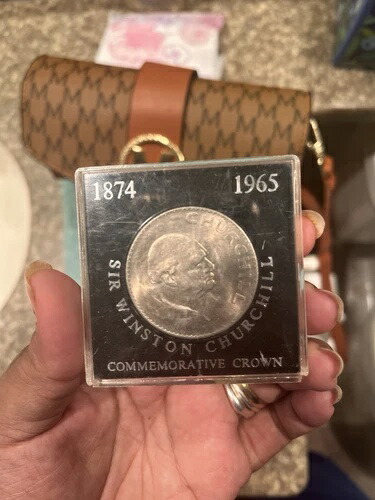 1874 1965
CHURCHILL
SIR WINSTON CHURCHILL
COMMEMORATIVE CROWN